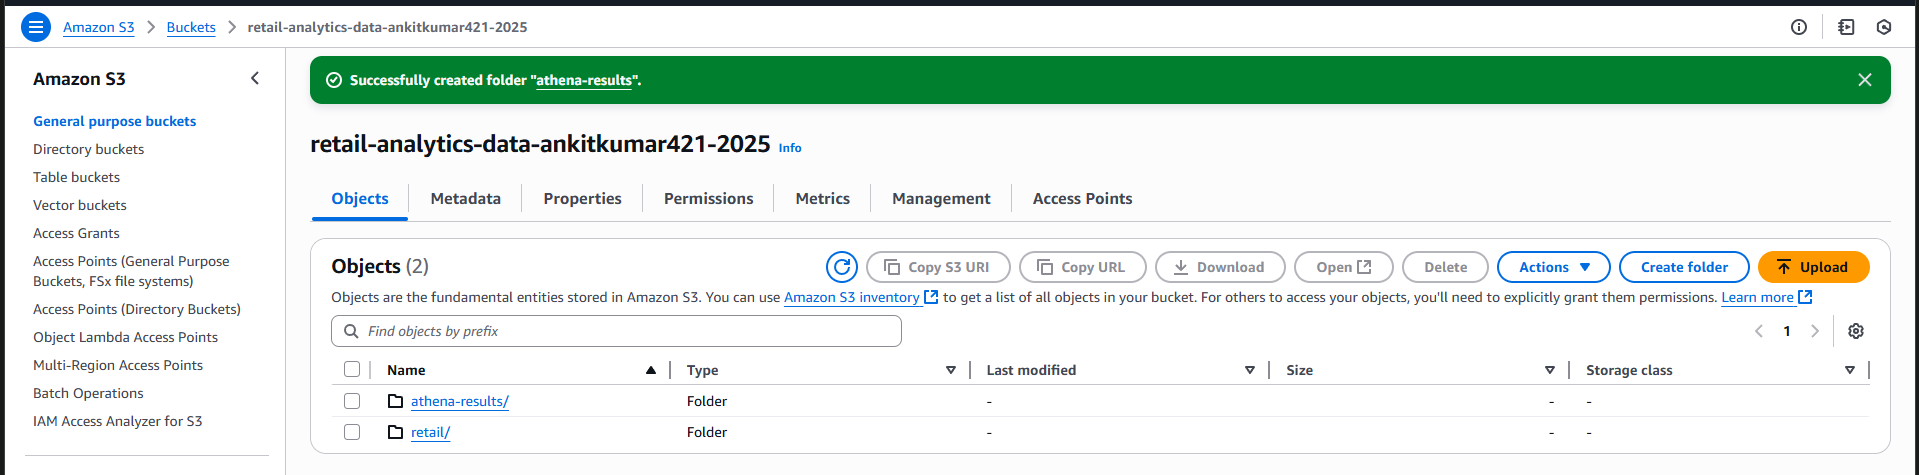 Amazon S3 > Buckets > retail-analytics-data-ankitkumar421-2025
Amazon S3
General purpose buckets
Directory buckets
Table buckets
Vector buckets
Access Grants
Access Points (General Purpose
Buckets, FSx file systems)
Access Points (Directory Buckets)
Object Lambda Access Points
Multi-Region Access Points
Batch Operations
IAM Access Analyzer for S3
Successfully created folder "athena-results".
retail-analytics-data-ankitkumar421-2025 Info
Objects Metadata Properties Permissions Metrics Management Access Points
Objects (2) Copy S3 URI Copy URL Download Open Delete Actions Create folder Upload
Objects are the fundamental entities stored in Amazon S3. You can use Amazon S3 inventory to get a list of all objects in your bucket. For others to access your objects, you'll need to explicitly grant them permissions. Learn more
Find objects by prefix 1
Name Type Last modified Size Storage class
athena-results/ Folder - - -
retail/ Folder - - -